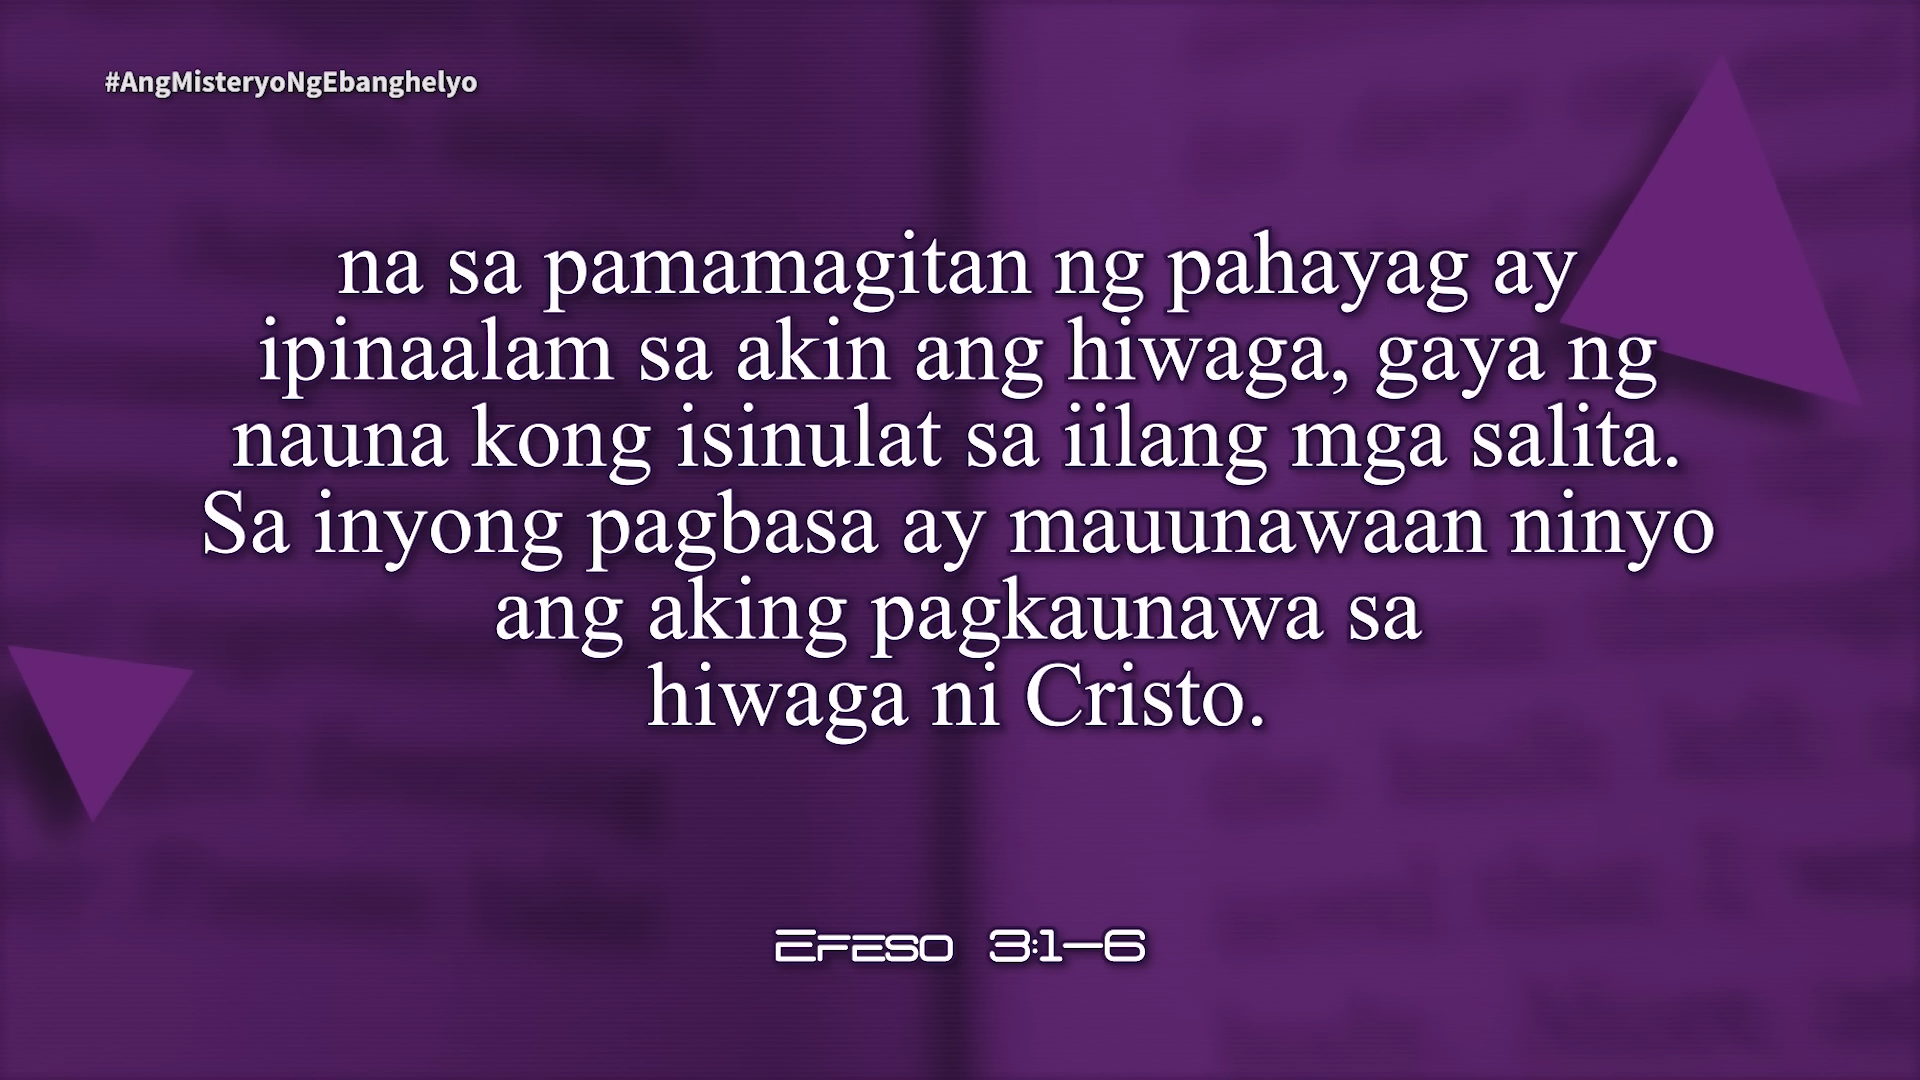 #AngMisteryoNgEbanghelyo
na sa pamamagitan ng pahayag ay
ipinaalam sa akin ang hiwaga, gaya ng
nauna kong isinulat sa iilang mga salita.
Sa inyong pagbasa ay mauunawaan ninyo
ang aking pagkaunawa sa
hiwaga ni Cristo.
Efeso 3:1–6